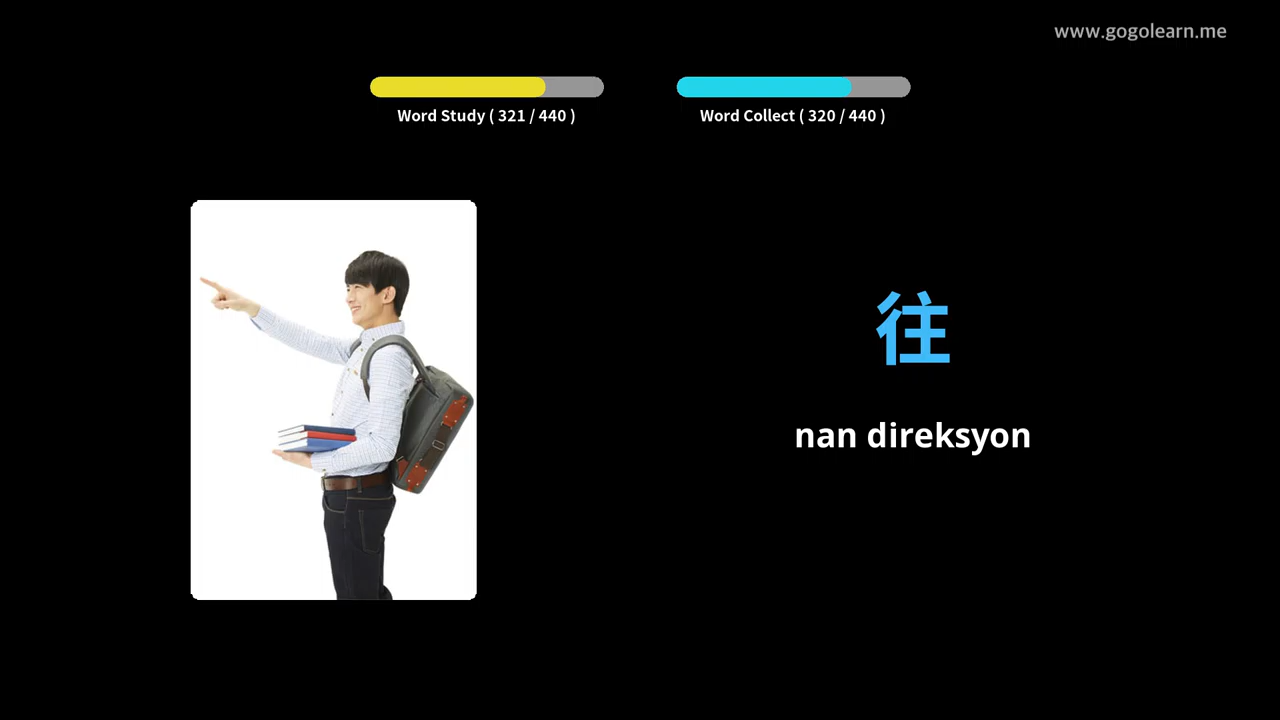 www.gogolearn.me
Word Study ( 321 / 440 )
Word Collect ( 320 / 440 )
往
nan direksyon